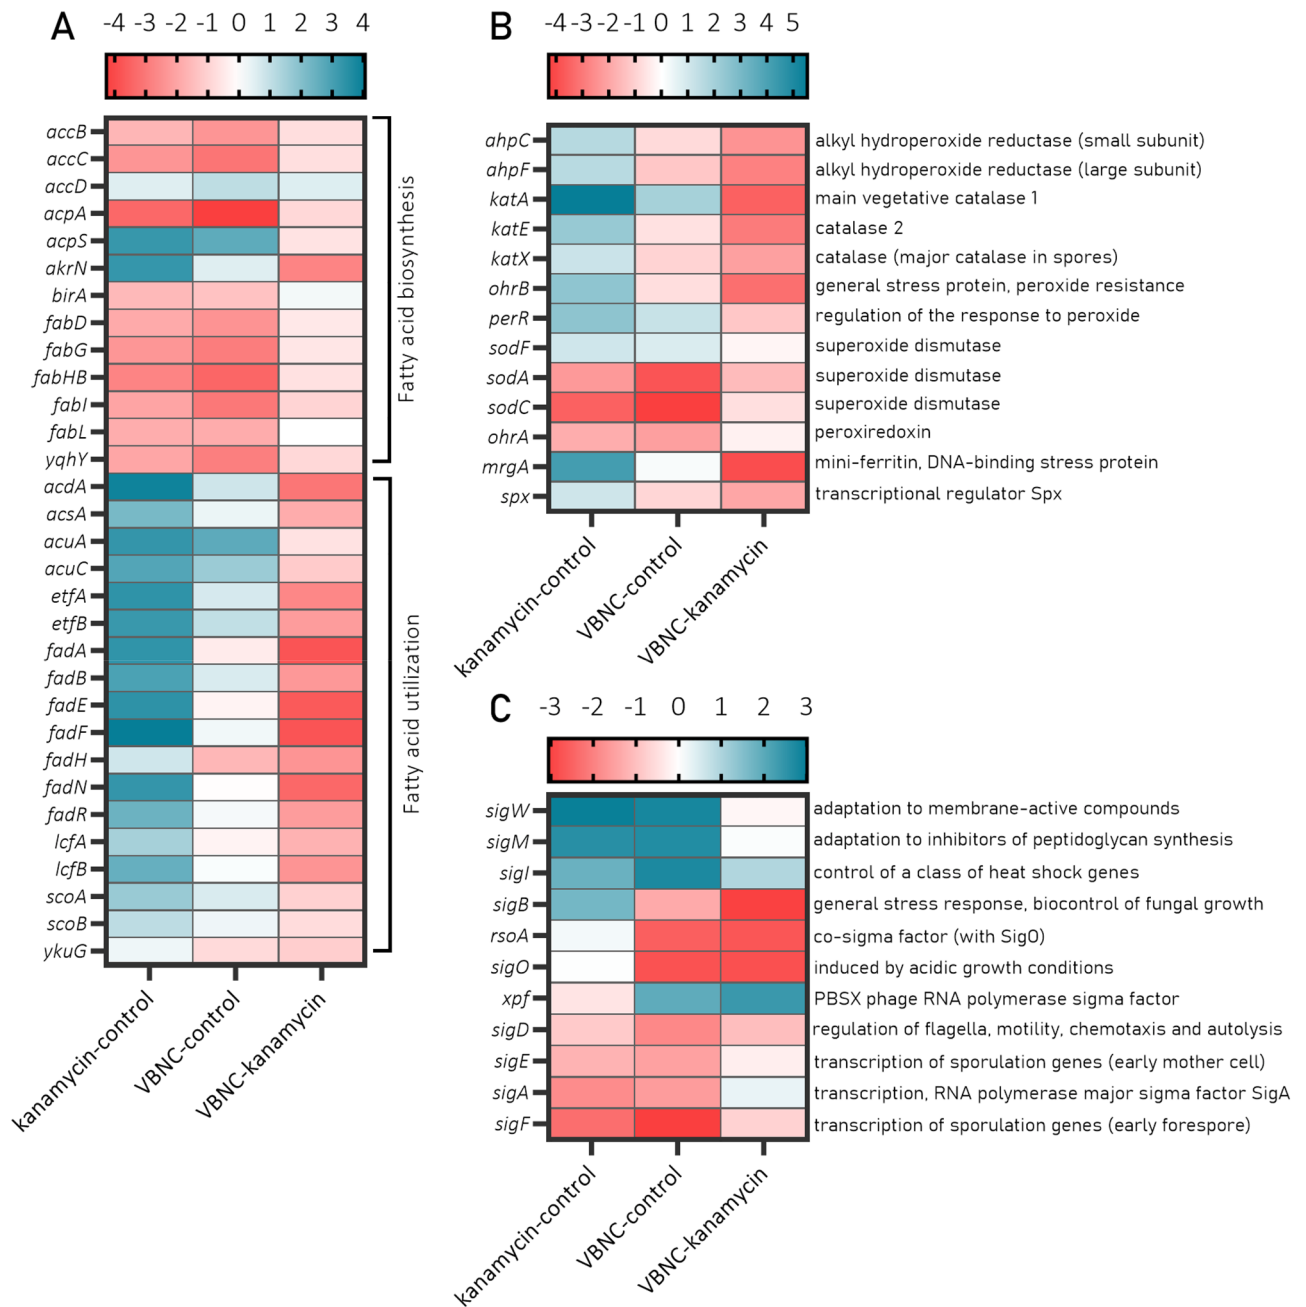 A
-4 -3 -2 -1 0 1 2 3 4
accB
accC
accD
acpA
acpS
akrN
birA
fabD
fabG
fabHB
fabI
fabL
yqhY
acdA
acsA
acuA
acuC
etfA
etfB
fadA
fadB
fadE
fadF
fadH
fadN
fadR
lcfA
lcfB
scoA
scoB
ykuG
Fatty acid biosynthesis
Fatty acid utilization
kanamycin-control
VBNC-control
VBNC-kanamycin
B
-4 -3 -2 -1 0 1 2 3 4 5
ahpC alkyl hydroperoxide reductase (small subunit)
ahpF alkyl hydroperoxide reductase (large subunit)
katA main vegetative catalase 1
katE catalase 2
katX catalase (major catalase in spores)
ohrB general stress protein, peroxide resistance
perR regulation of the response to peroxide
sodF superoxide dismutase
sodA superoxide dismutase
sodC superoxide dismutase
ohrA peroxiredoxin
mrgA mini-ferritin, DNA-binding stress protein
spx transcriptional regulator Spx
kanamycin-control
VBNC-control
VBNC-kanamycin
C
-3 -2 -1 0 1 2 3
sigW adaptation to membrane-active compounds
sigM adaptation to inhibitors of peptidoglycan synthesis
sigI control of a class of heat shock genes
sigB general stress response, biocontrol of fungal growth
rsoA co-sigma factor (with SigO)
sigO induced by acidic growth conditions
xpf PBSX phage RNA polymerase sigma factor
sigD regulation of flagella, motility, chemotaxis and autolysis
sigE transcription of sporulation genes (early mother cell)
sigA transcription, RNA polymerase major sigma factor SigA
sigF transcription of sporulation genes (early forespore)
kanamycin-control
VBNC-control
VBNC-kanamycin